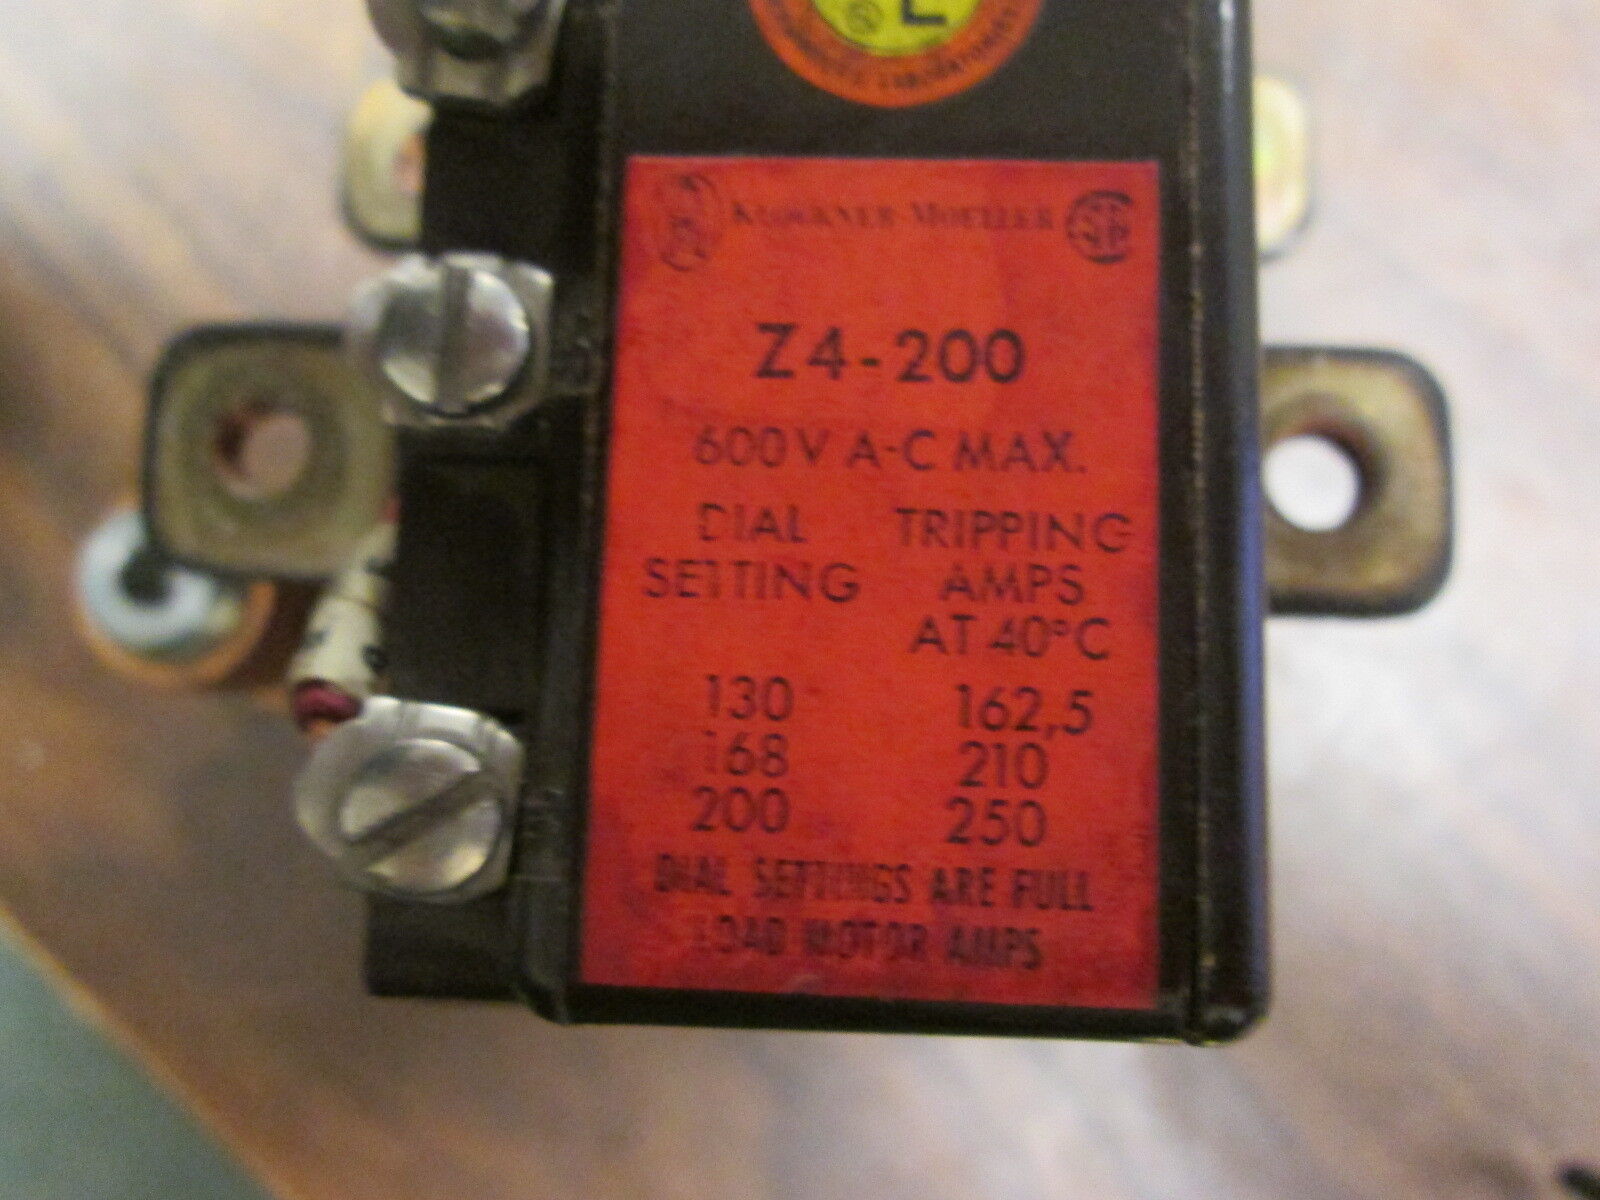 L
LABORATORIES
KLOCKNER-MOELLER
Z4-200
600V A-C MAX.
DIAL SETTING TRIPPING AMPS AT 40°C
130 162,5
168 210
200 250
DIAL SETTINGS ARE FULL
LOAD MOTOR AMPS